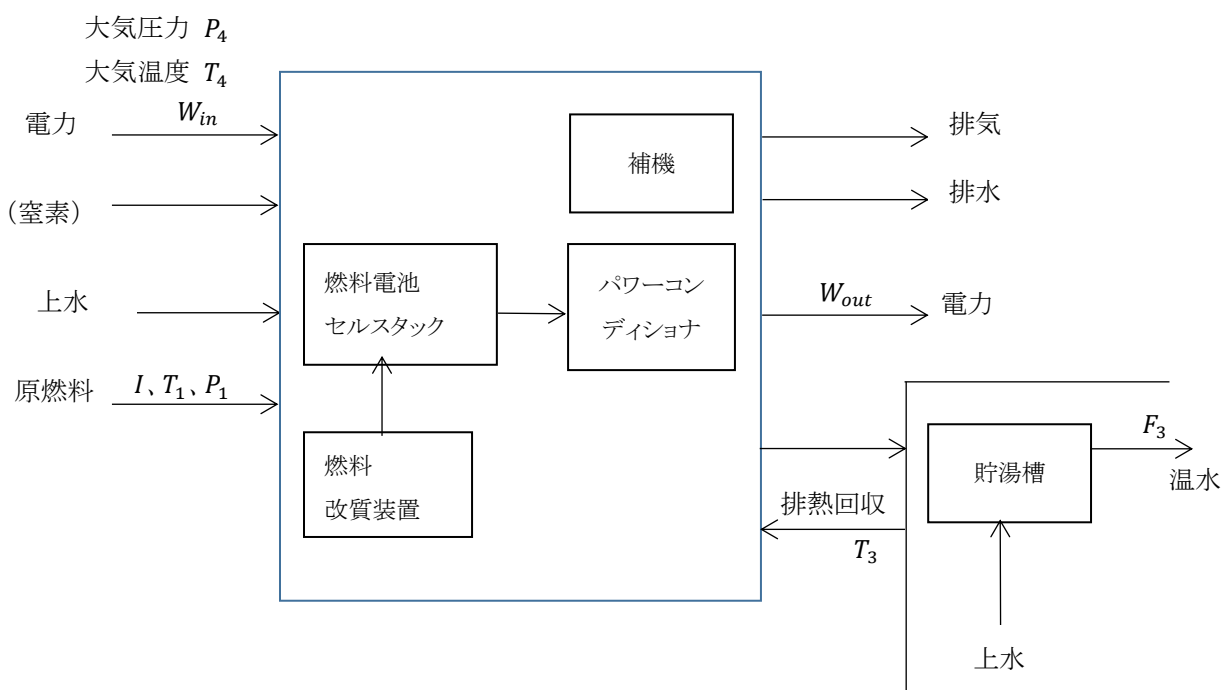 大気圧力 P₄
大気温度 T₄
電力
W_in
(窒素)
上水
原燃料
I、T₁、P₁
補機
燃料電池
セルスタック
パワーコン
ディショナ
燃料
改質装置
排気
排水
W_out
電力
排熱回収
T₃
貯湯槽
F₃
温水
上水